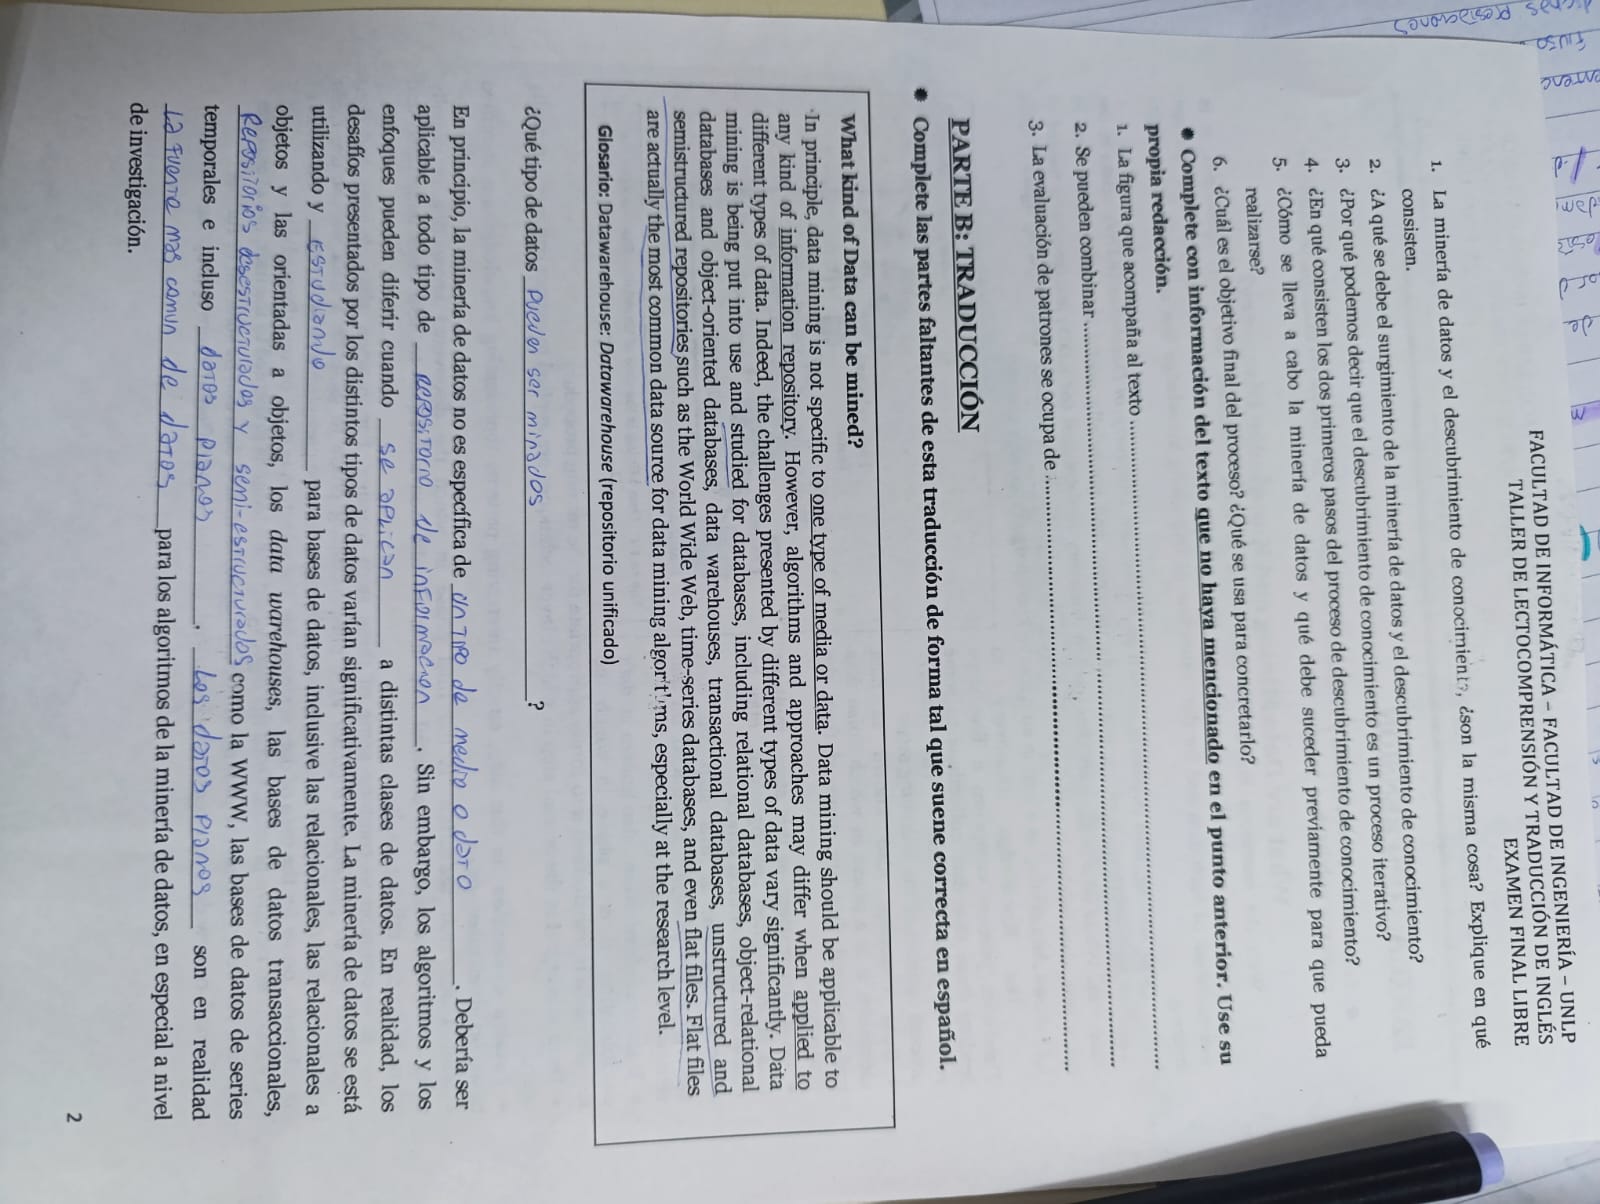 FACULTAD DE INFORMÁTICA – FACULTAD DE INGENIERÍA – UNLP
TALLER DE LECTOCOMPRENSIÓN Y TRADUCCIÓN DE INGLÉS
EXAMEN FINAL LIBRE
1. La minería de datos y el descubrimiento de conocimiento, ¿son la misma cosa? Explique en qué
consisten.
2. ¿A qué se debe el surgimiento de la minería de datos y el descubrimiento de conocimiento?
3. ¿Por qué podemos decir que el descubrimiento de conocimiento es un proceso iterativo?
4. ¿En qué consisten los dos primeros pasos del proceso de descubrimiento de conocimiento?
5. ¿Cómo se lleva a cabo la minería de datos y qué debe suceder previamente para que pueda
realizarse?
6. ¿Cuál es el objetivo final del proceso? ¿Qué se usa para concretarlo?
Complete con información del texto que no haya mencionado en el punto anterior. Use su
propia redacción.
1. La figura que acompaña al texto
2. Se pueden combinar
3. La evaluación de patrones se ocupa de
PARTE B: TRADUCCIÓN
Complete las partes faltantes de esta traducción de forma tal que suene correcta en español.
What kind of Data can be mined?
In principle, data mining is not specific to one type of media or data. Data mining should be applicable to
any kind of information repository. However, algorithms and approaches may differ when applied to
different types of data. Indeed, the challenges presented by different types of data vary significantly. Data
mining is being put into use and studied for databases, including relational databases, object-relational
databases and object-oriented databases, data warehouses, transactional databases, unstructured and
semistructured repositories such as the World Wide Web, time-series databases, and even flat files. Flat files
are actually the most common data source for data mining algorithms, especially at the research level.
Glosario: Datawarehouse: Datawarehouse (repositorio unificado)
¿Qué tipo de datos pueden ser minados?
En principio, la minería de datos no es específica de un tipo de medio o dato. Debería ser
aplicable a todo tipo de repositorio de informacion. Sin embargo, los algoritmos y los
enfoques pueden diferir cuando se aplican a distintas clases de datos. En realidad, los
desafíos presentados por los distintos tipos de datos varían significativamente. La minería de datos se está
utilizando y estudiando para bases de datos, inclusive las relacionales, las relacionales a
objetos y las orientadas a objetos, los data warehouses, las bases de datos transaccionales,
Repositorios desestructurados y semi-estructurados como la WWW, las bases de datos de series
temporales e incluso datos planos. Los datos planos son en realidad
La fuente mas comun de datos para los algoritmos de la minería de datos, en especial a nivel
de investigación.
2